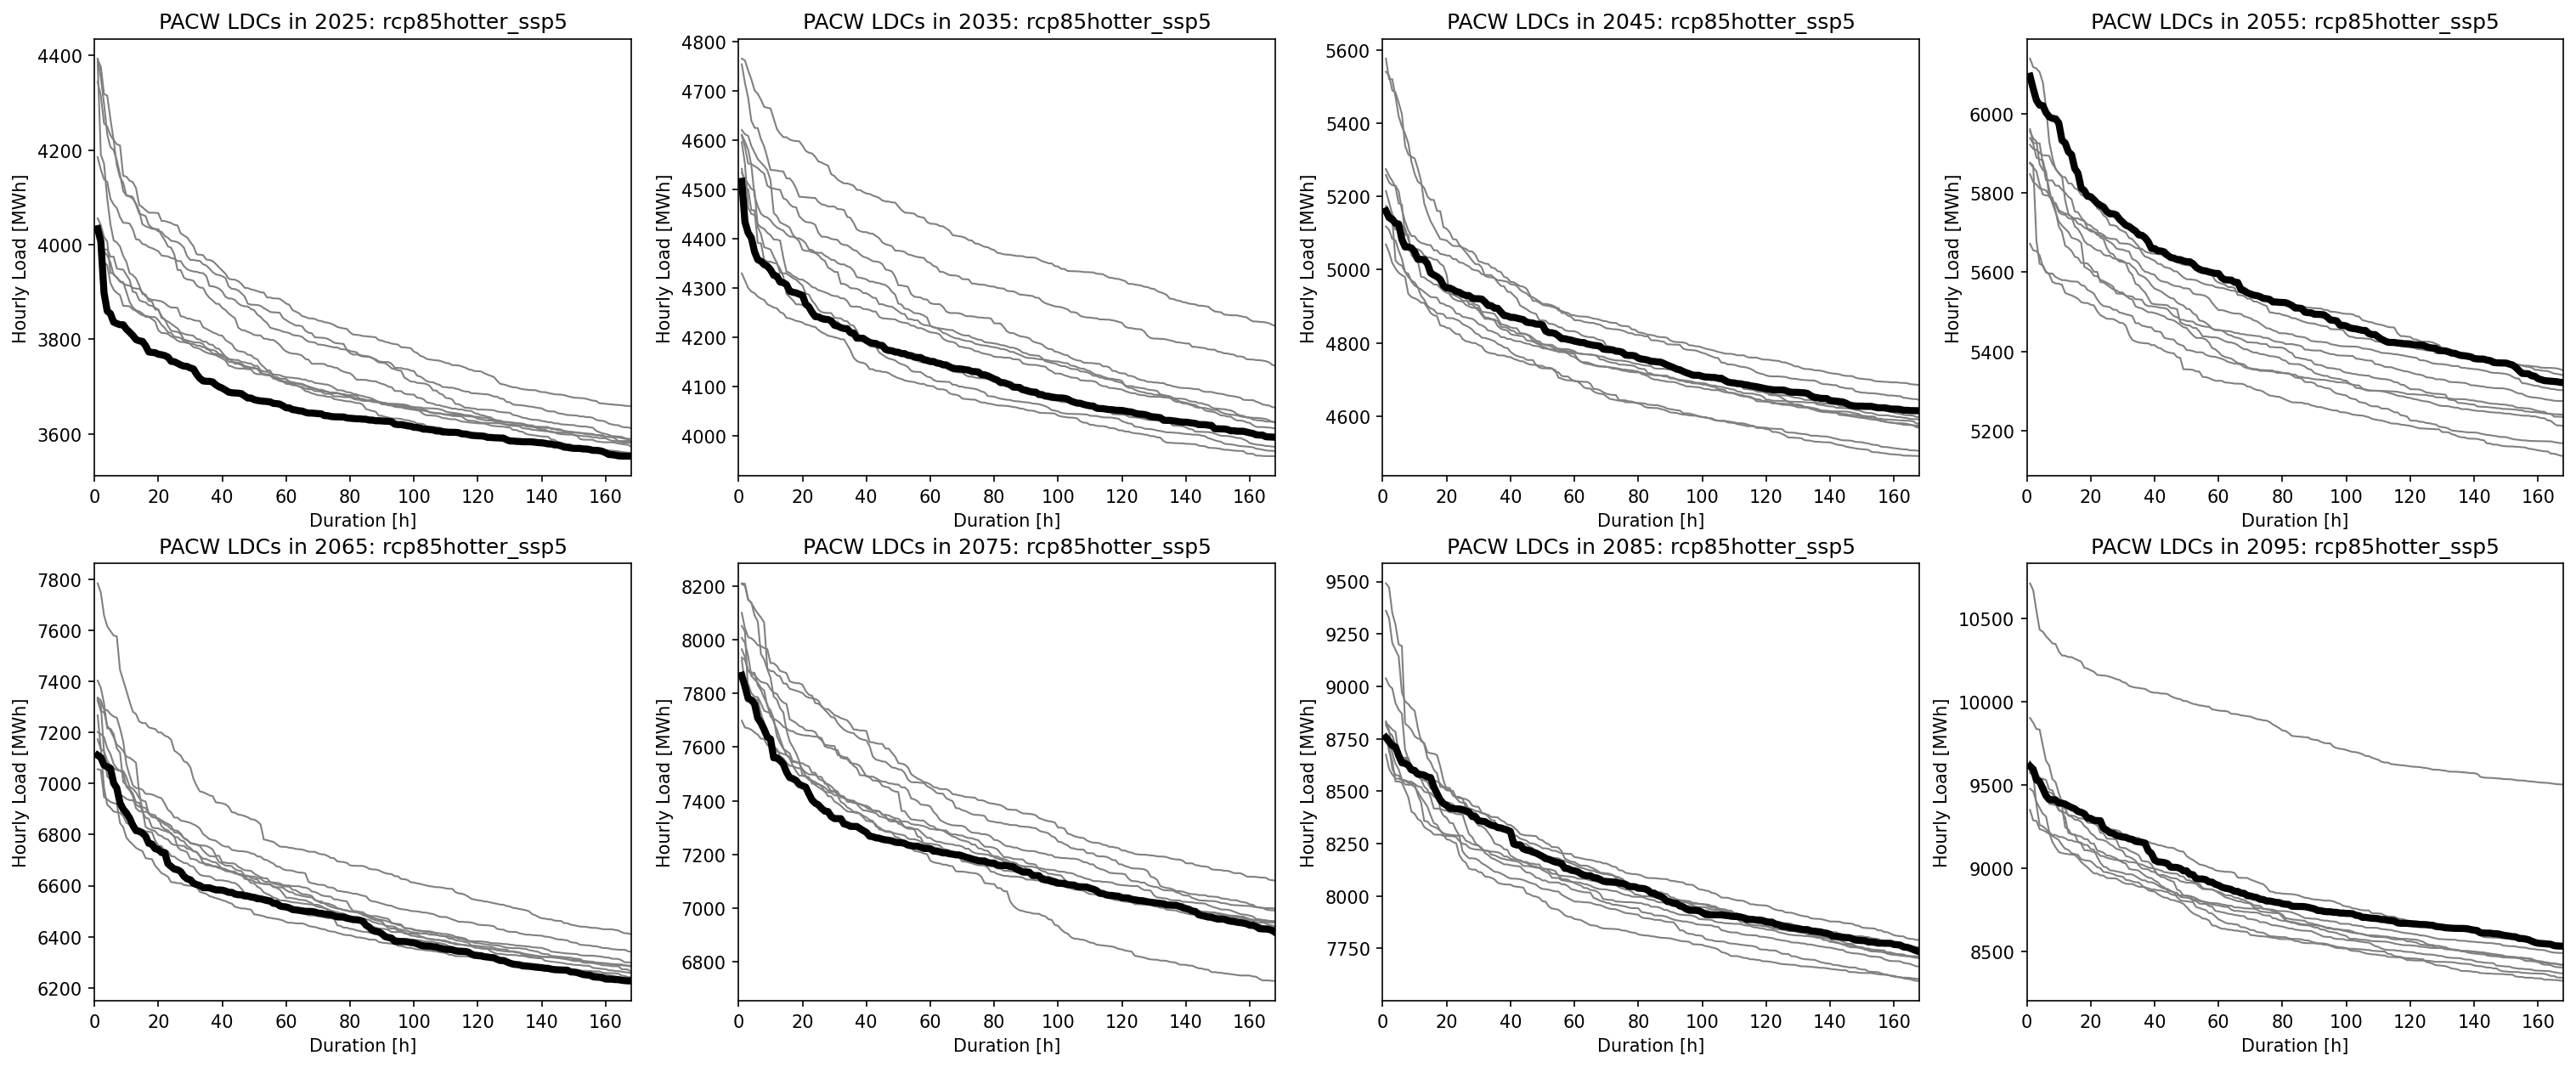 PACW LDCs in 2025: rcp85hotter_ssp5
4400
4200
4000
3800
3600
Hourly Load [MWh]
0 20 40 60 80 100 120 140 160
Duration [h]
PACW LDCs in 2035: rcp85hotter_ssp5
4800
4700
4600
4500
4400
4300
4200
4100
4000
Hourly Load [MWh]
0 20 40 60 80 100 120 140 160
Duration [h]
PACW LDCs in 2045: rcp85hotter_ssp5
5600
5400
5200
5000
4800
4600
Hourly Load [MWh]
0 20 40 60 80 100 120 140 160
Duration [h]
PACW LDCs in 2055: rcp85hotter_ssp5
6000
5800
5600
5400
5200
Hourly Load [MWh]
0 20 40 60 80 100 120 140 160
Duration [h]
PACW LDCs in 2065: rcp85hotter_ssp5
7800
7600
7400
7200
7000
6800
6600
6400
6200
Hourly Load [MWh]
0 20 40 60 80 100 120 140 160
Duration [h]
PACW LDCs in 2075: rcp85hotter_ssp5
8200
8000
7800
7600
7400
7200
7000
6800
Hourly Load [MWh]
0 20 40 60 80 100 120 140 160
Duration [h]
PACW LDCs in 2085: rcp85hotter_ssp5
9500
9250
9000
8750
8500
8250
8000
7750
Hourly Load [MWh]
0 20 40 60 80 100 120 140 160
Duration [h]
PACW LDCs in 2095: rcp85hotter_ssp5
10500
10000
9500
9000
8500
Hourly Load [MWh]
0 20 40 60 80 100 120 140 160
Duration [h]